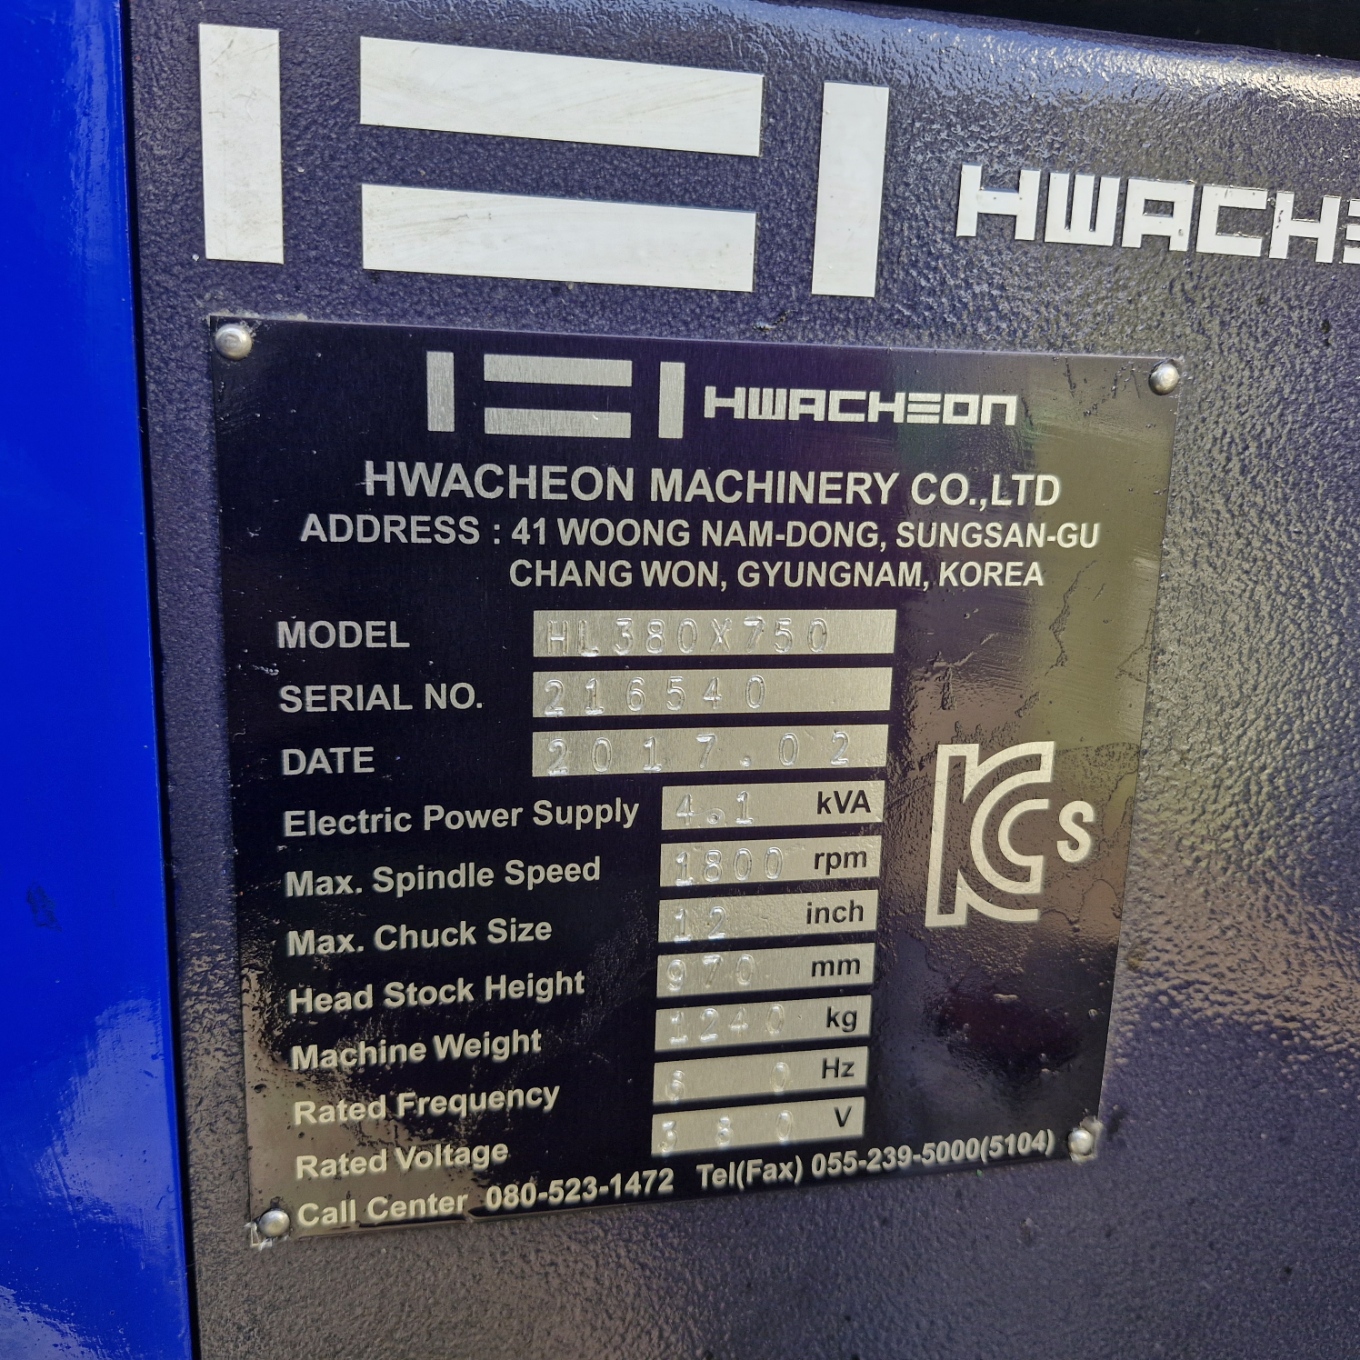 HWACHE
HWACHEON
HWACHEON MACHINERY CO.,LTD
ADDRESS : 41 WOONG NAM-DONG, SUNGSAN-GU
CHANG WON, GYUNGNAM, KOREA
MODEL HL380X750
SERIAL NO. 216540
DATE 2017.02
Electric Power Supply 4.1 kVA
Max. Spindle Speed 1800 rpm
Max. Chuck Size 12 inch
Head Stock Height 970 mm
Machine Weight 1240 kg
Rated Frequency 60 Hz
Rated Voltage 380 V
Call Center 080-523-1472 Tel(Fax) 055-239-5000(5104)
KCs